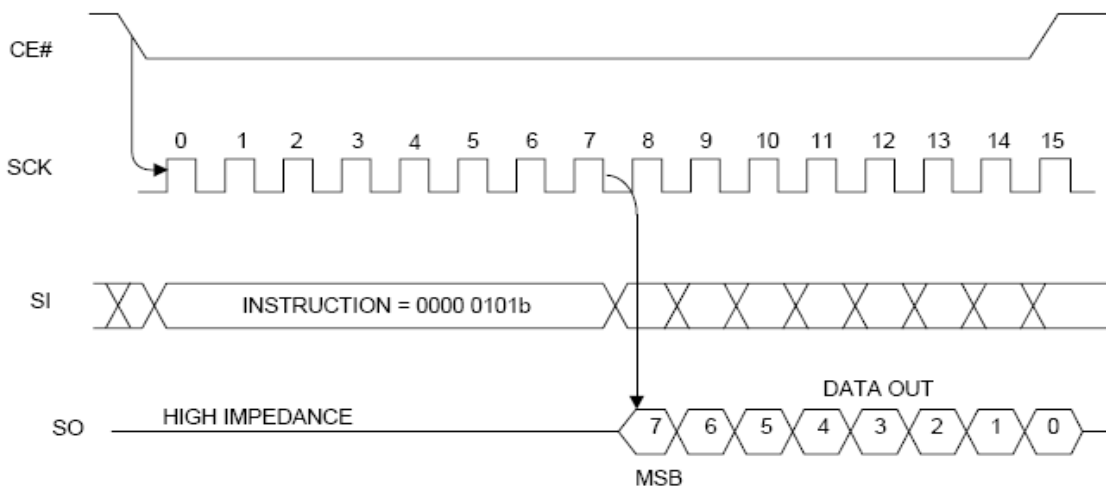 CE#
0 1 2 3 4 5 6 7 8 9 10 11 12 13 14 15
SCK
SI INSTRUCTION = 0000 0101b
DATA OUT
HIGH IMPEDANCE
SO 7 6 5 4 3 2 1 0
MSB